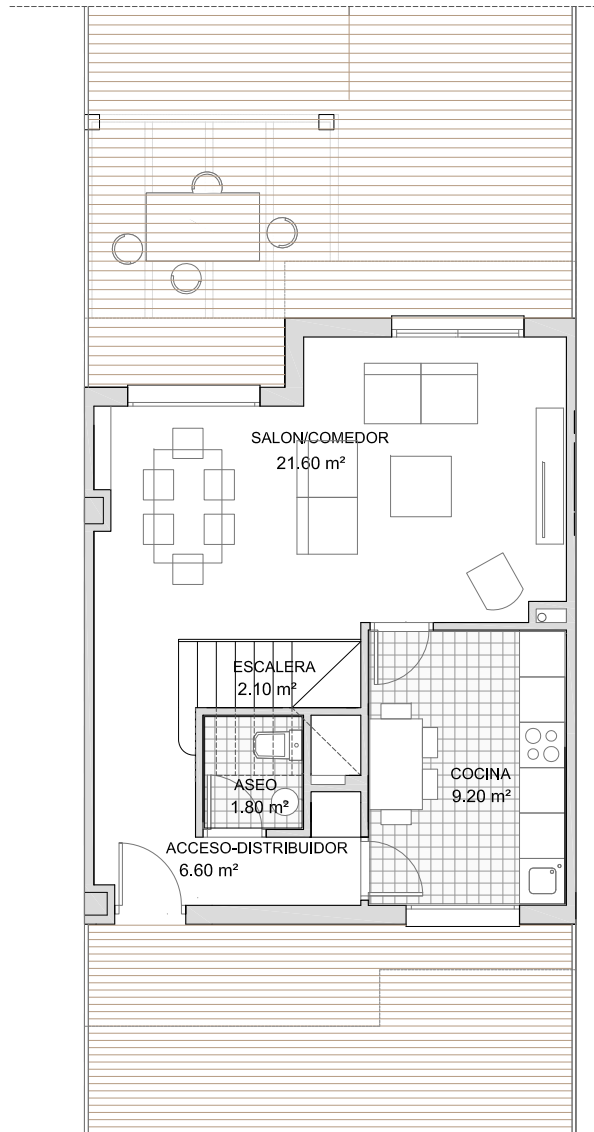 SALON/COMEDOR
21.60 m²
ESCALERA
2.10 m²
COCINA
9.20 m²
ASEO
1.80 m²
ACCESO-DISTRIBUIDOR
6.60 m²